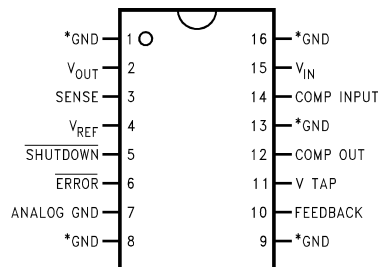 *GND 1 16 *GND
V_OUT 2 15 V_IN
SENSE 3 14 COMP INPUT
V_REF 4 13 *GND
SHUTDOWN 5 12 COMP OUT
ERROR 6 11 V TAP
ANALOG GND 7 10 FEEDBACK
*GND 8 9 *GND